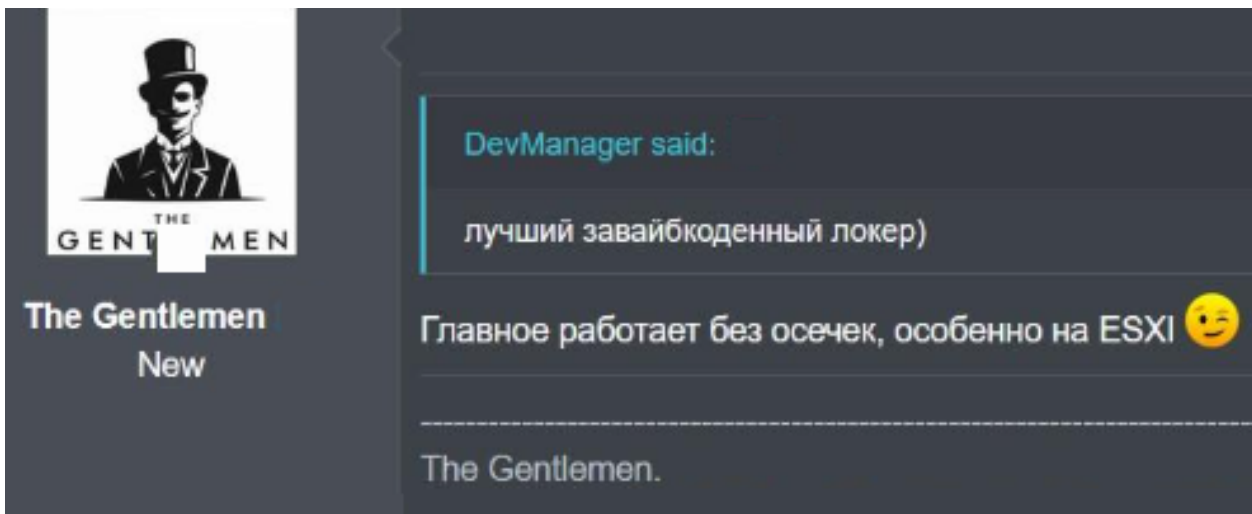 THE
GENT MEN
The Gentlemen
New
DevManager said:
лучший завайбкоденный локер)
Главное работает без осечек, особенно на ESXI 😉
--------------------------------------------------------------------------
The Gentlemen.